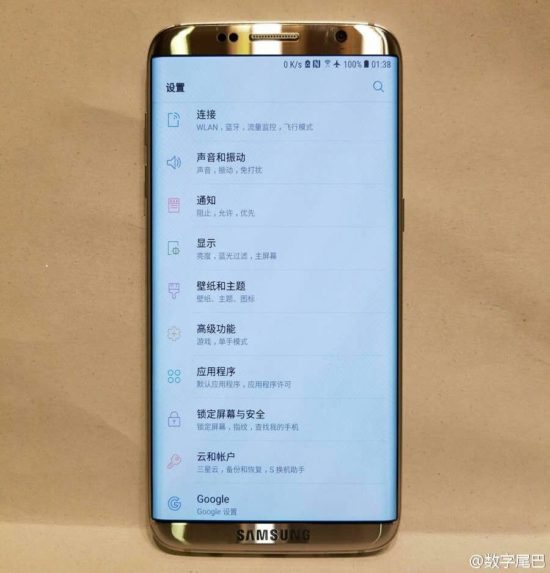 0 K/s 100% 01:38
设置
连接
WLAN，蓝牙，流量监控，飞行模式
声音和振动
声音，振动，免打扰
通知
阻止，允许，优先
显示
亮度，蓝光过滤，主屏幕
壁纸和主题
壁纸、主题、图标
高级功能
游戏，单手模式
应用程序
默认应用程序，应用程序许可
锁定屏幕与安全
锁定屏幕，指纹，查找我的手机
云和帐户
三星云，备份和恢复，S 换机助手
Google
Google 设置
SAMSUNG
@数字尾巴